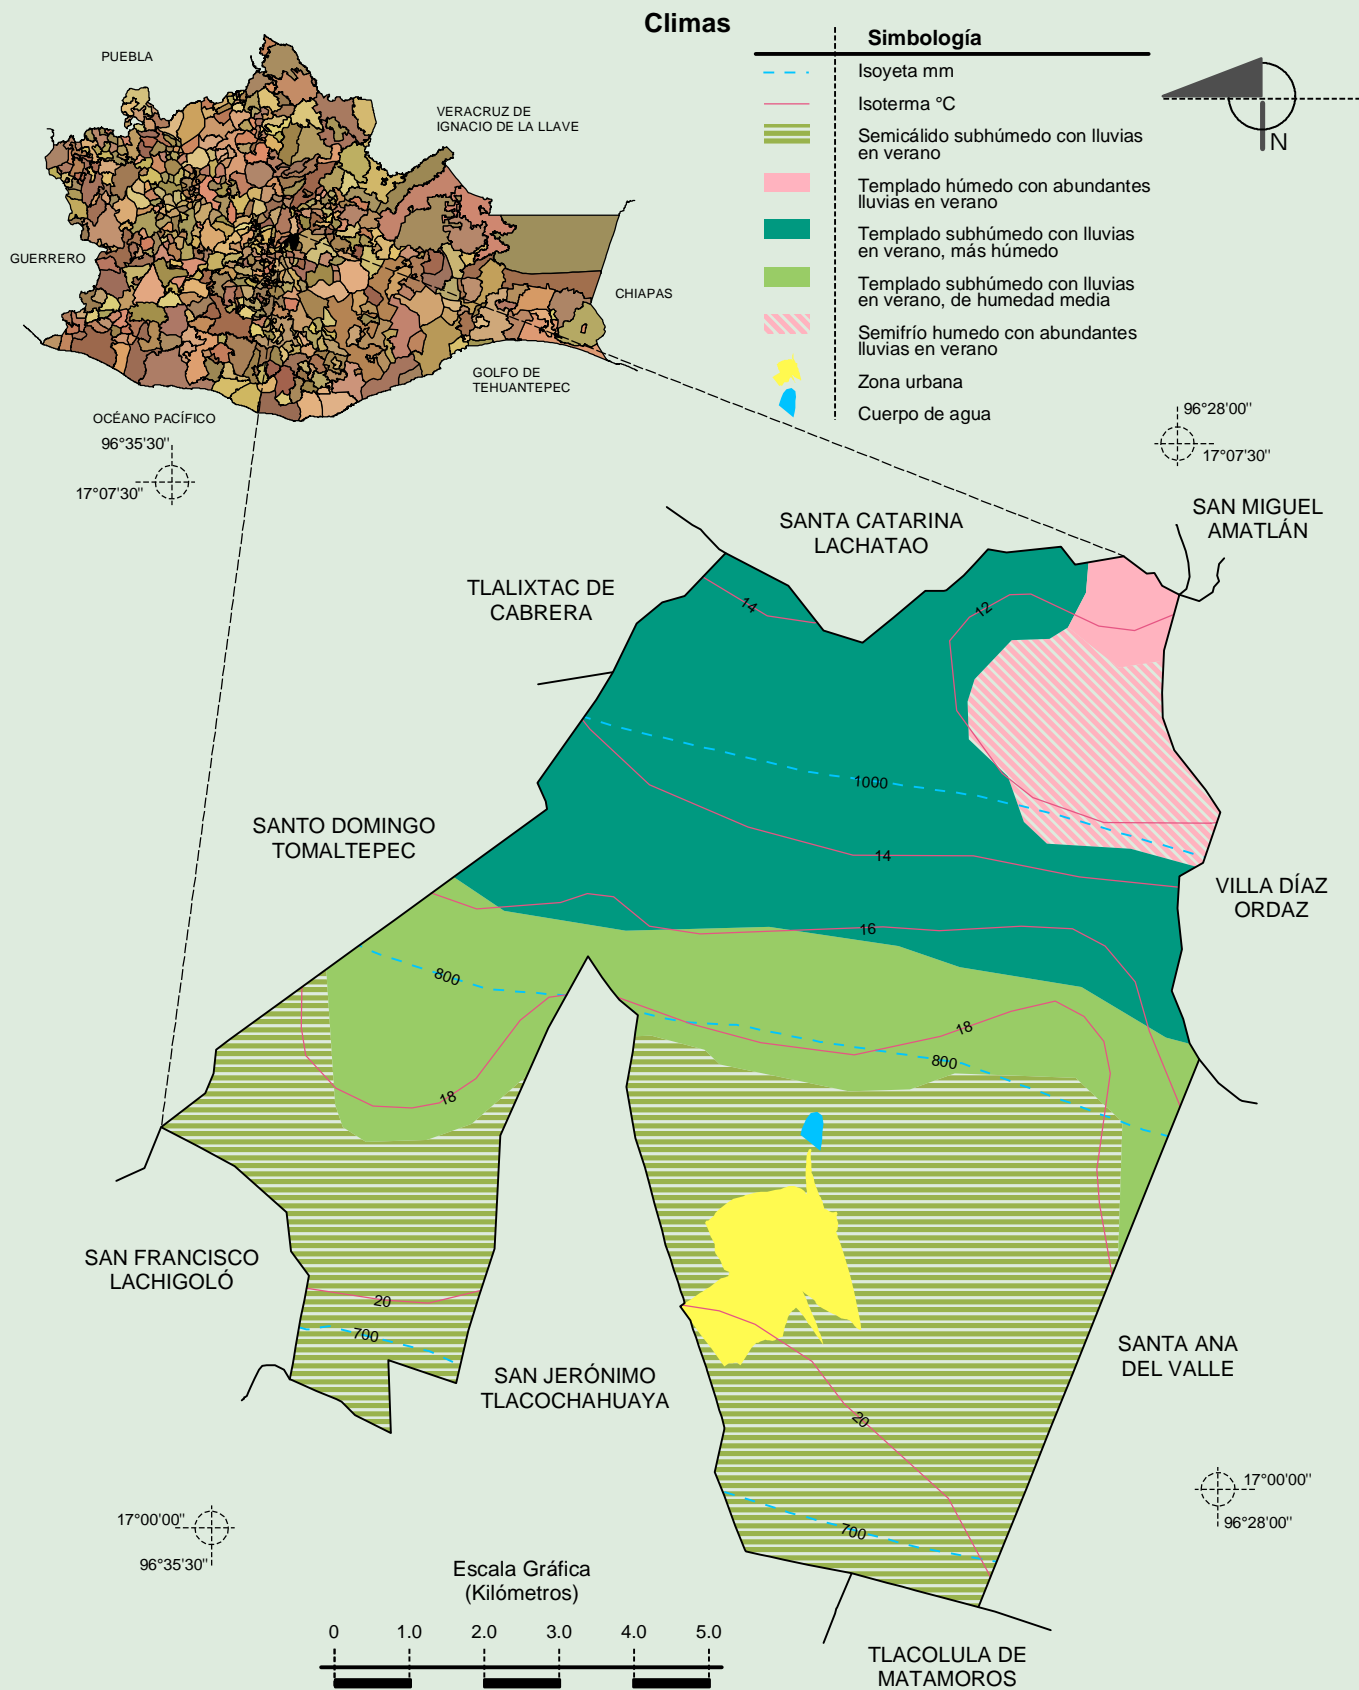 Climas
Simbología
Isoyeta mm
Isoterma °C
Semicálido subhúmedo con lluvias
en verano
Templado húmedo con abundantes
lluvias en verano
Templado subhúmedo con lluvias
en verano, más húmedo
Templado subhúmedo con lluvias
en verano, de humedad media
Semifrío humedo con abundantes
lluvias en verano
Zona urbana
Cuerpo de agua
N
PUEBLA
VERACRUZ DE
IGNACIO DE LA LLAVE
GUERRERO
CHIAPAS
GOLFO DE
TEHUANTEPEC
OCÉANO PACÍFICO
96°35'30"
17°07'30"
96°28'00"
17°07'30"
SANTA CATARINA
LACHATAO
SAN MIGUEL
AMATLÁN
TLALIXTAC DE
CABRERA
14
12
1000
14
SANTO DOMINGO
TOMALTEPEC
VILLA DÍAZ
ORDAZ
16
800
18
800
18
SAN FRANCISCO
LACHIGOLÓ
20
700
SAN JERÓNIMO
TLACOCHAHUAYA
SANTA ANA
DEL VALLE
20
700
17°00'00"
96°28'00"
17°00'00"
96°35'30"
Escala Gráfica
(Kilómetros)
0 1.0 2.0 3.0 4.0 5.0
TLACOLULA DE
MATAMOROS